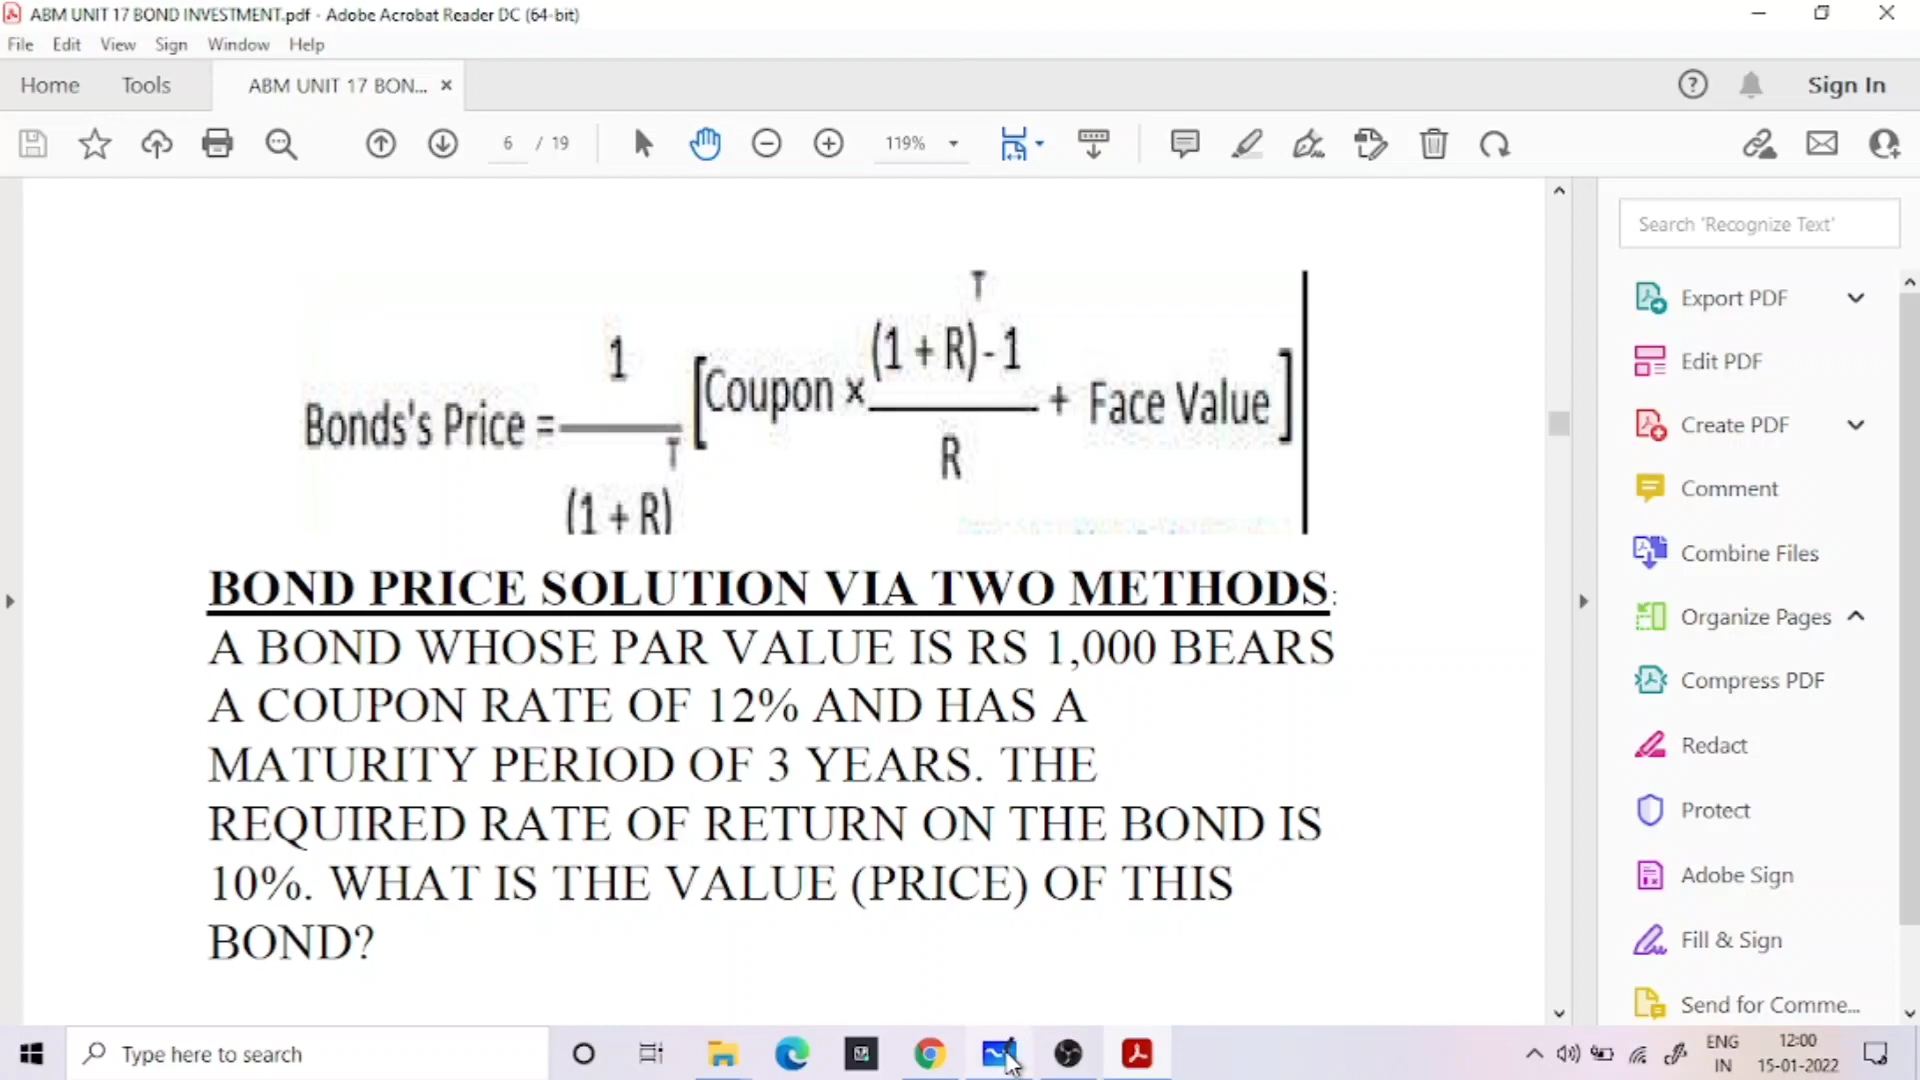 ABM UNIT 17 BOND INVESTMENT.pdf - Adobe Acrobat Reader DC (64-bit)
File Edit View Sign Window Help
Home Tools ABM UNIT 17 BON... × Sign In
6 / 19 119%
Search 'Recognize Text'
Export PDF
Edit PDF
Create PDF
Comment
Combine Files
Organize Pages
Compress PDF
Redact
Protect
Adobe Sign
Fill & Sign
Send for Comme...
T
1 (1 + R) - 1
Bonds's Price = [Coupon × + Face Value]
T R
(1 + R)
BOND PRICE SOLUTION VIA TWO METHODS:
A BOND WHOSE PAR VALUE IS RS 1,000 BEARS
A COUPON RATE OF 12% AND HAS A
MATURITY PERIOD OF 3 YEARS. THE
REQUIRED RATE OF RETURN ON THE BOND IS
10%. WHAT IS THE VALUE (PRICE) OF THIS
BOND?
Type here to search
ENG 12:00
IN 15-01-2022